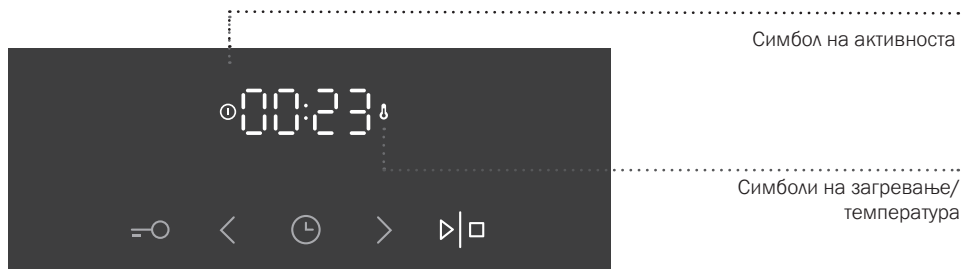 Симбол на активноста
00:23
Симболи на загревање/
температура